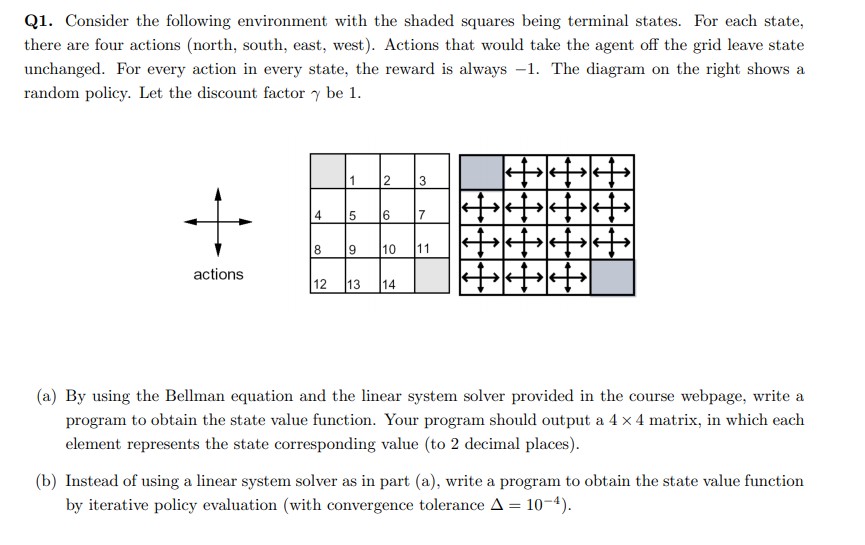 Q1. Consider the following environment with the shaded squares being terminal states. For each state,
there are four actions (north, south, east, west). Actions that would take the agent off the grid leave state
unchanged. For every action in every state, the reward is always −1. The diagram on the right shows a
random policy. Let the discount factor γ be 1.
1 2 3
4 5 6 7
8 9 10 11
actions
12 13 14
(a) By using the Bellman equation and the linear system solver provided in the course webpage, write a
program to obtain the state value function. Your program should output a 4 × 4 matrix, in which each
element represents the state corresponding value (to 2 decimal places).
(b) Instead of using a linear system solver as in part (a), write a program to obtain the state value function
by iterative policy evaluation (with convergence tolerance Δ = 10⁻⁴).